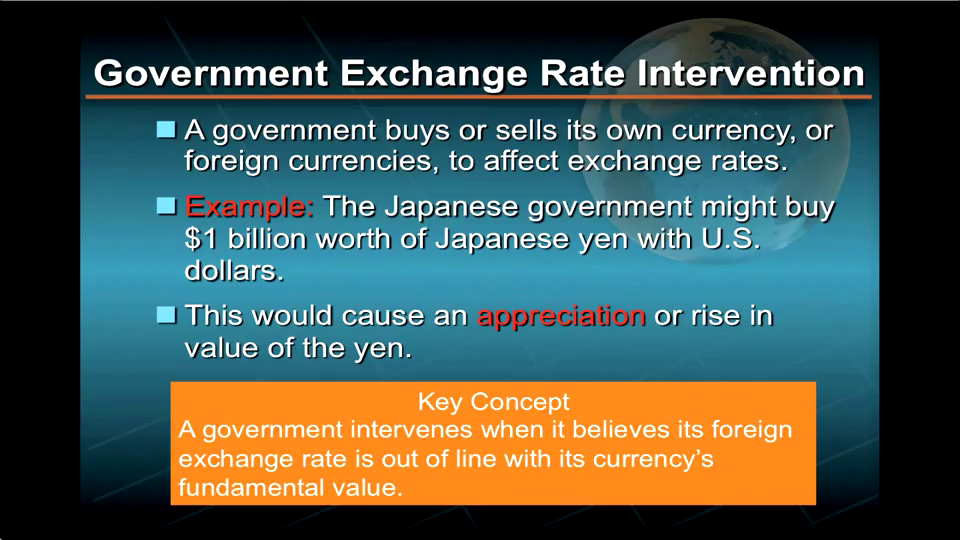 Government Exchange Rate Intervention
A government buys or sells its own currency, or
foreign currencies, to affect exchange rates.
Example: The Japanese government might buy
$1 billion worth of Japanese yen with U.S.
dollars.
This would cause an appreciation or rise in
value of the yen.
Key Concept
A government intervenes when it believes its foreign
exchange rate is out of line with its currency’s
fundamental value.